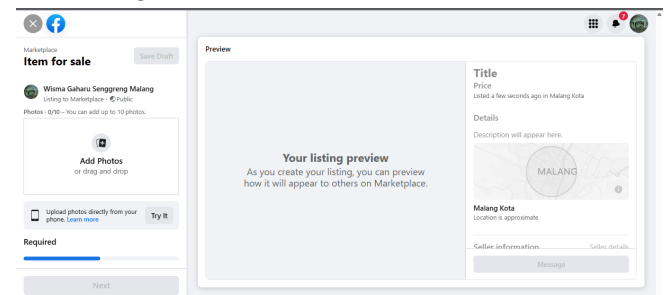 Marketplace
Item for sale
Save Draft
Wisma Gaharu Senggreng Malang
Listing to Marketplace · Public
Photos · 0/10 – You can add up to 10 photos.
Add Photos
or drag and drop
Upload photos directly from your
phone. Learn more
Try It
Required
Next
7
Preview
Your listing preview
As you create your listing, you can preview
how it will appear to others on Marketplace.
Title
Price
Listed a few seconds ago in Malang Kota
Details
Description will appear here.
MALANG
Malang Kota
Location is approximate
Seller information
Seller details
Message